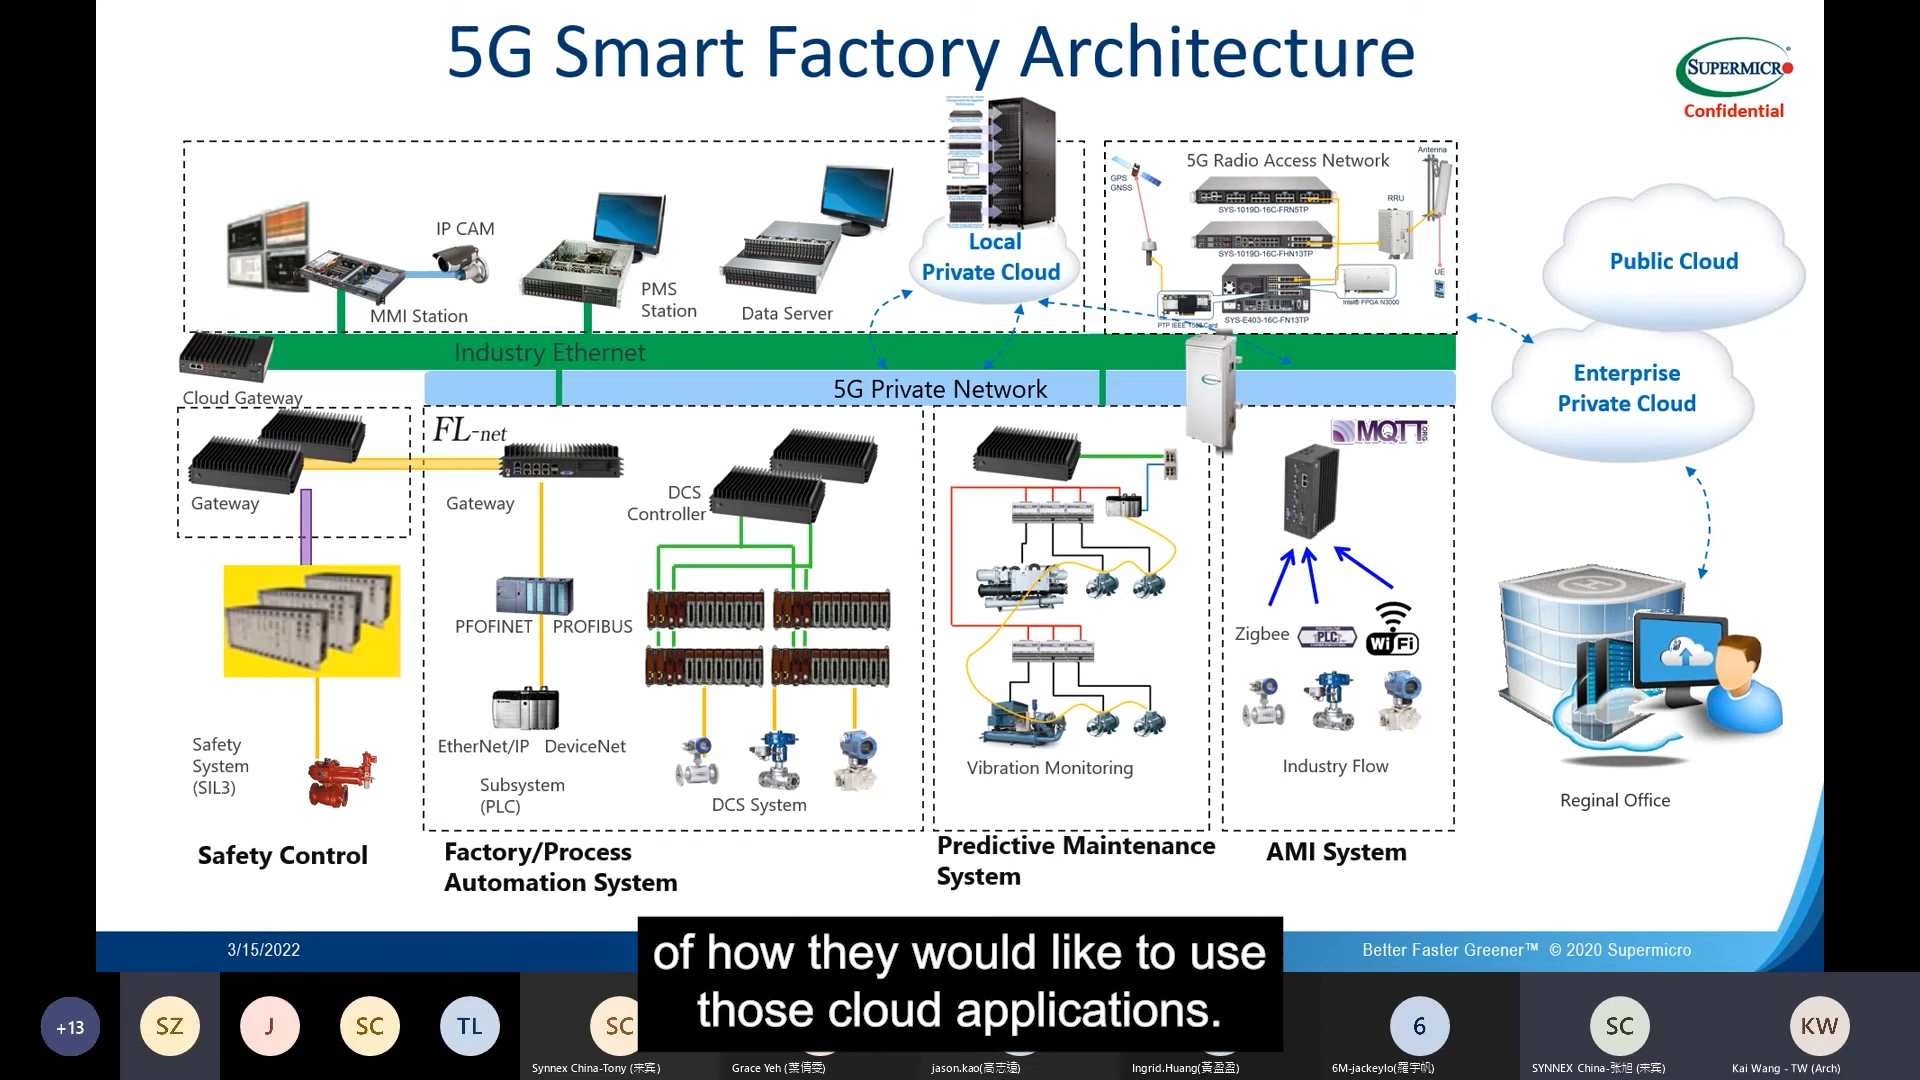 5G Smart Factory Architecture
SUPERMICRO
Confidential
5G Radio Access Network
Antenna
GPS
GNSS
RRU
SYS-1019D-16C-FRN5TP
SYS-1019D-16C-FHN13TP
UE
Intel® FPGA N3000
PTP IEEE 1588 Card
SYS-E403-16C-FN13TP
IP CAM
MMI Station
PMS
Station
Data Server
Local
Private Cloud
Public Cloud
Enterprise
Private Cloud
Industry Ethernet
5G Private Network
Cloud Gateway
Gateway
FL-net
Gateway
DCS
Controller
PFOFINET
PROFIBUS
EtherNet/IP
DeviceNet
Subsystem
(PLC)
DCS System
Safety
System
(SIL3)
Vibration Monitoring
MQTT.ORG
Zigbee
PLC
WiFi
Industry Flow
Reginal Office
Safety Control
Factory/Process
Automation System
Predictive Maintenance
System
AMI System
3/15/2022
Better Faster Greener™ © 2020 Supermicro
of how they would like to use
those cloud applications.
+13
SZ
J
SC
TL
SC
6
SC
KW
Synnex China-Tony (宋宾)
Grace Yeh (葉倩雯)
jason.kao(高志遠)
Ingrid.Huang(黃盈盈)
6M-jackeylo(羅宇帆)
SYNNEX China-张旭 (宋宾)
Kai Wang - TW (Arch)